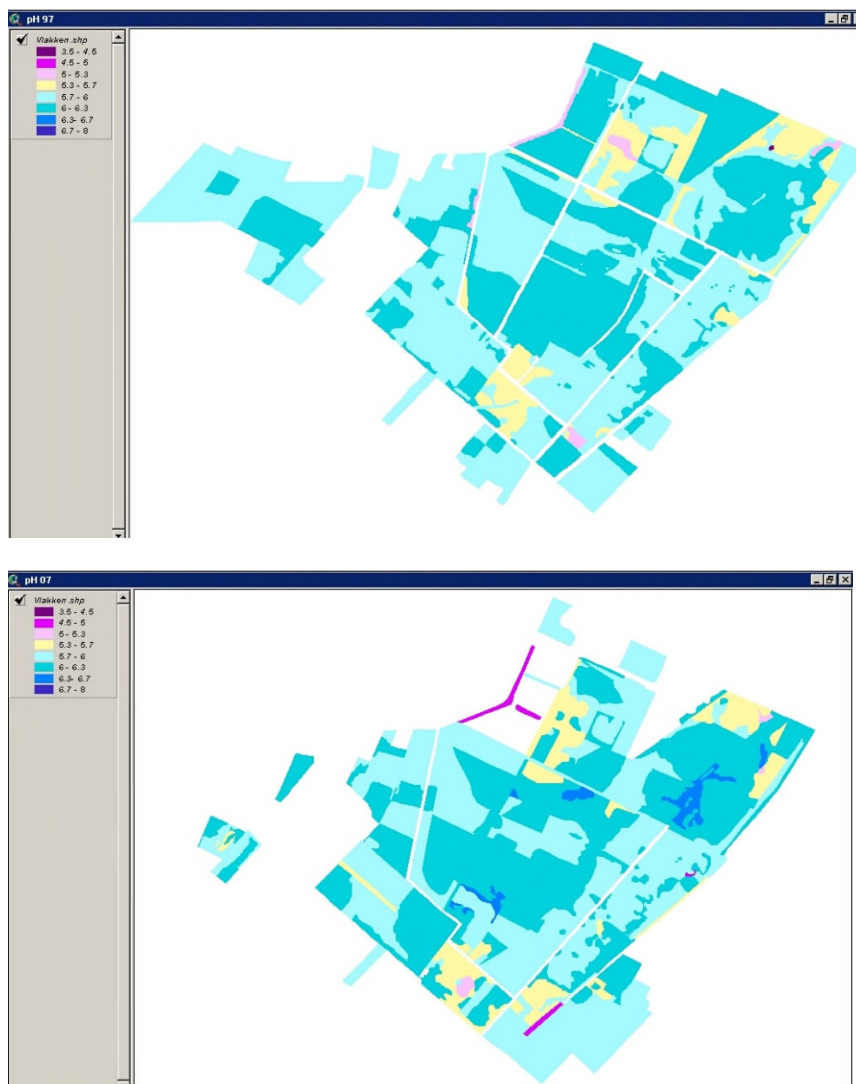 pH 97
Vlakken.shp
3.5 - 4.5
4.5 - 5
5 - 5.3
5.3 - 5.7
5.7 - 6
6 - 6.3
6.3- 6.7
6.7 - 8
pH 07
Vlakken.shp
3.5 - 4.5
4.5 - 5
5 - 5.3
5.3 - 5.7
5.7 - 6
6 - 6.3
6.3- 6.7
6.7 - 8